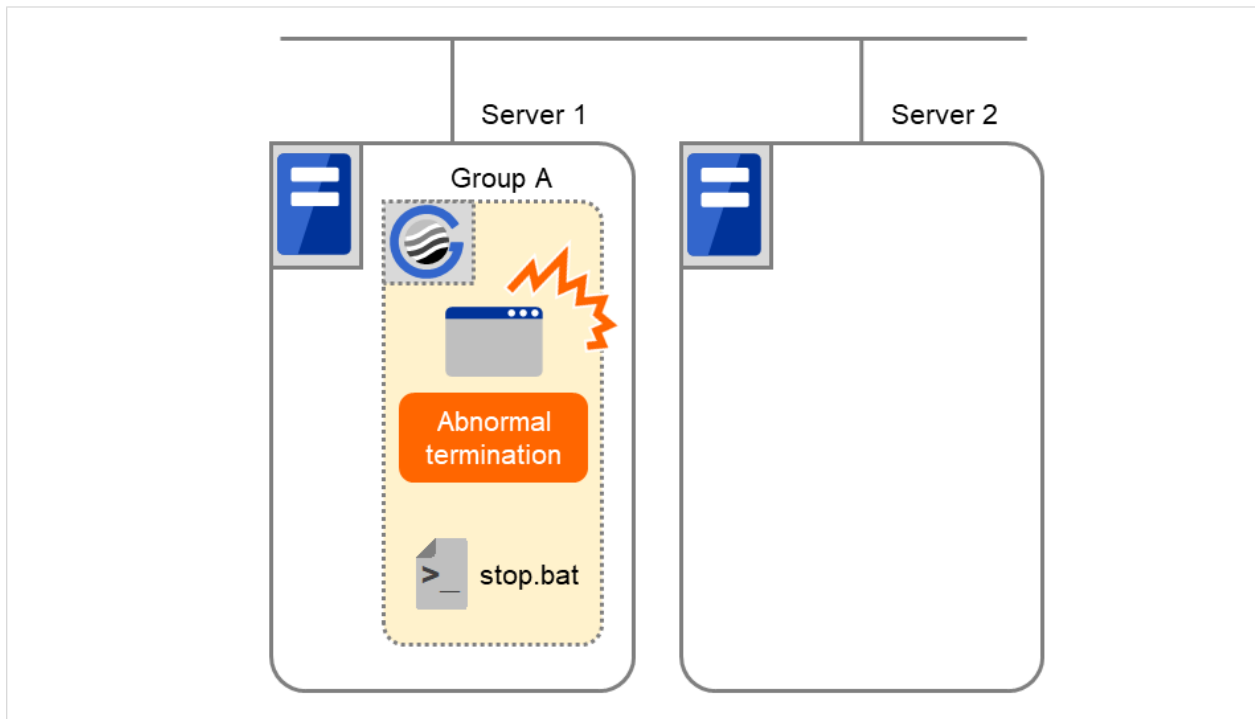 Server 1
Server 2
Group A
Abnormal
termination
>_ stop.bat